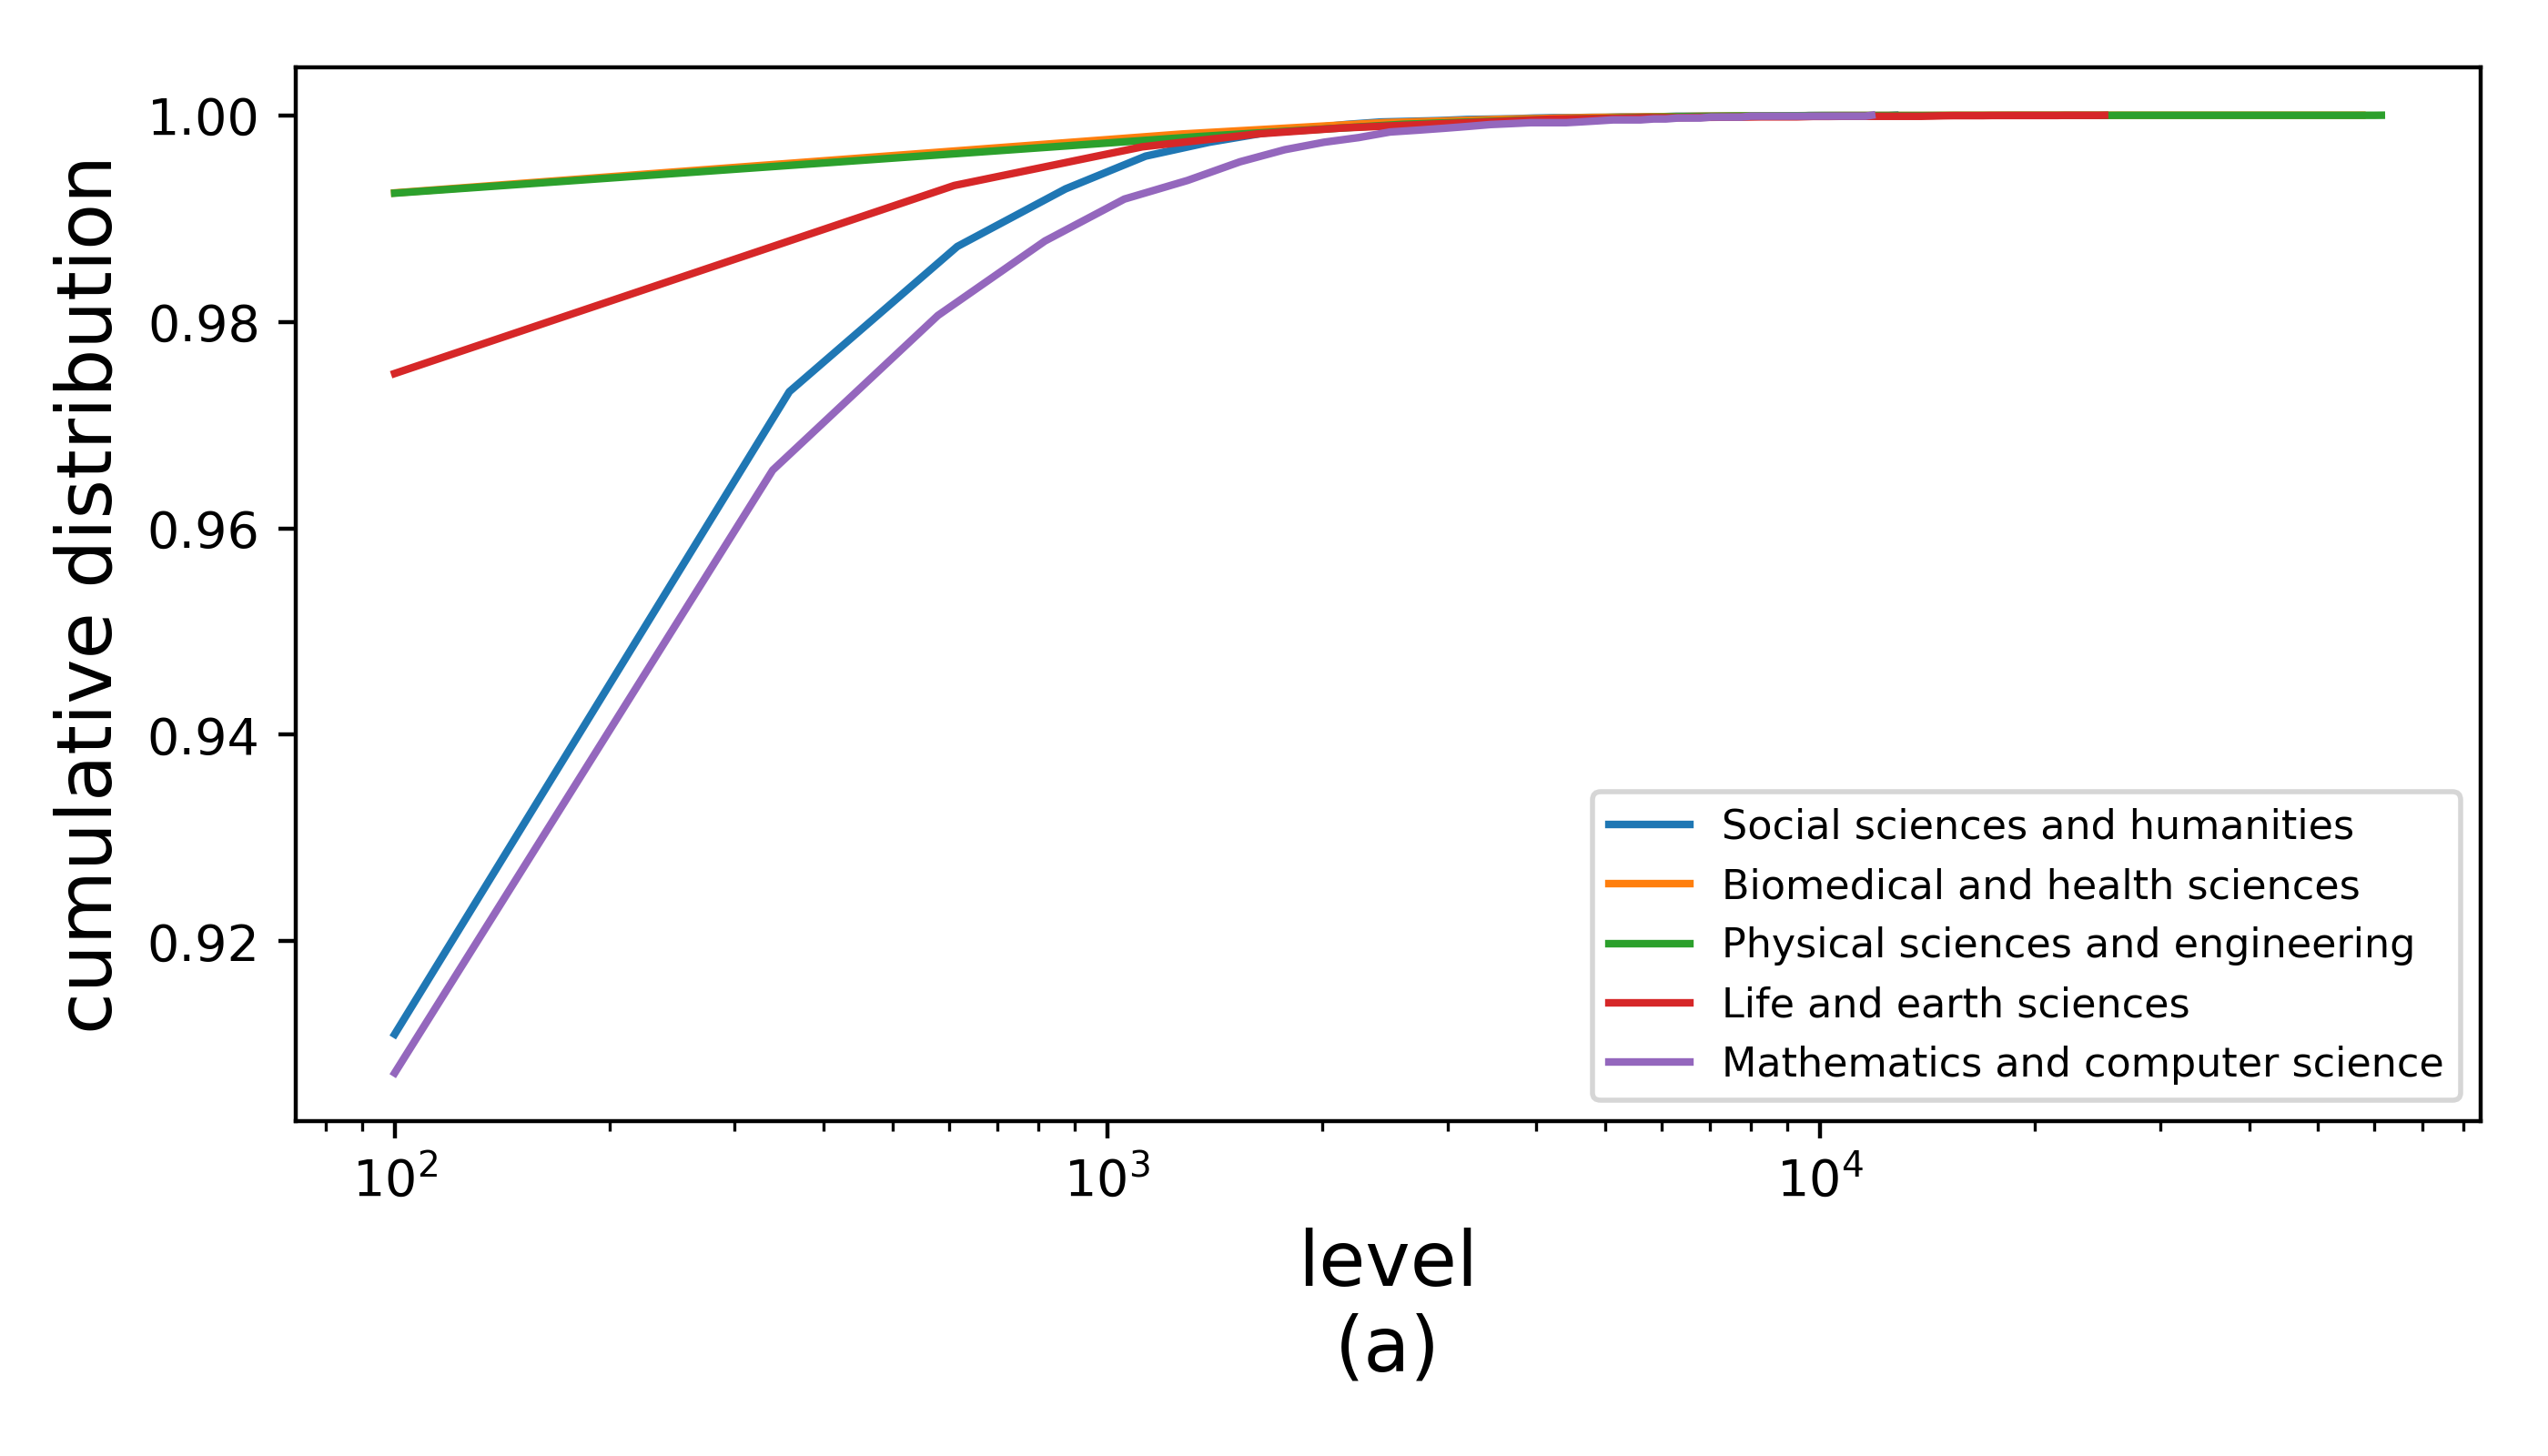 cumulative distribution
1.00
0.98
0.96
0.94
0.92
Social sciences and humanities
Biomedical and health sciences
Physical sciences and engineering
Life and earth sciences
Mathematics and computer science
10² 10³ 10⁴
level
(a)